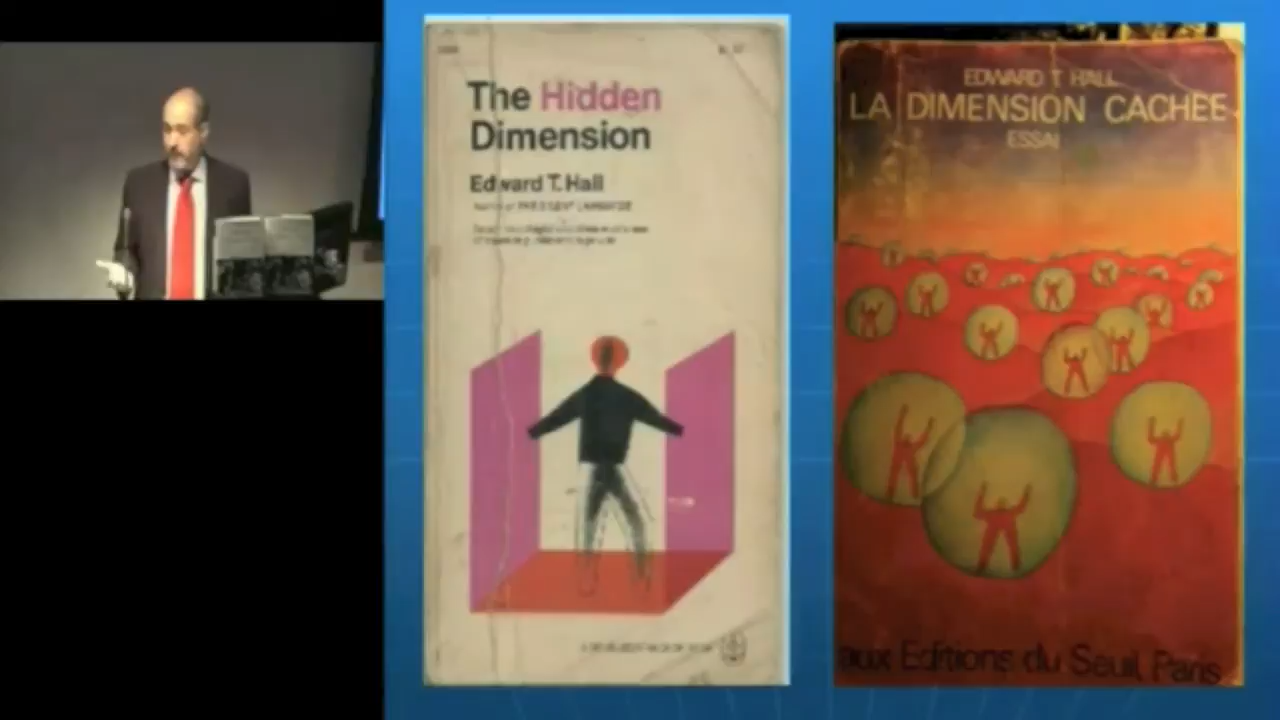 The Hidden
Dimension
Edward T. Hall
EDWARD T. HALL
LA DIMENSION CACHEE
ESSAI
aux Editions du Seuil, Paris